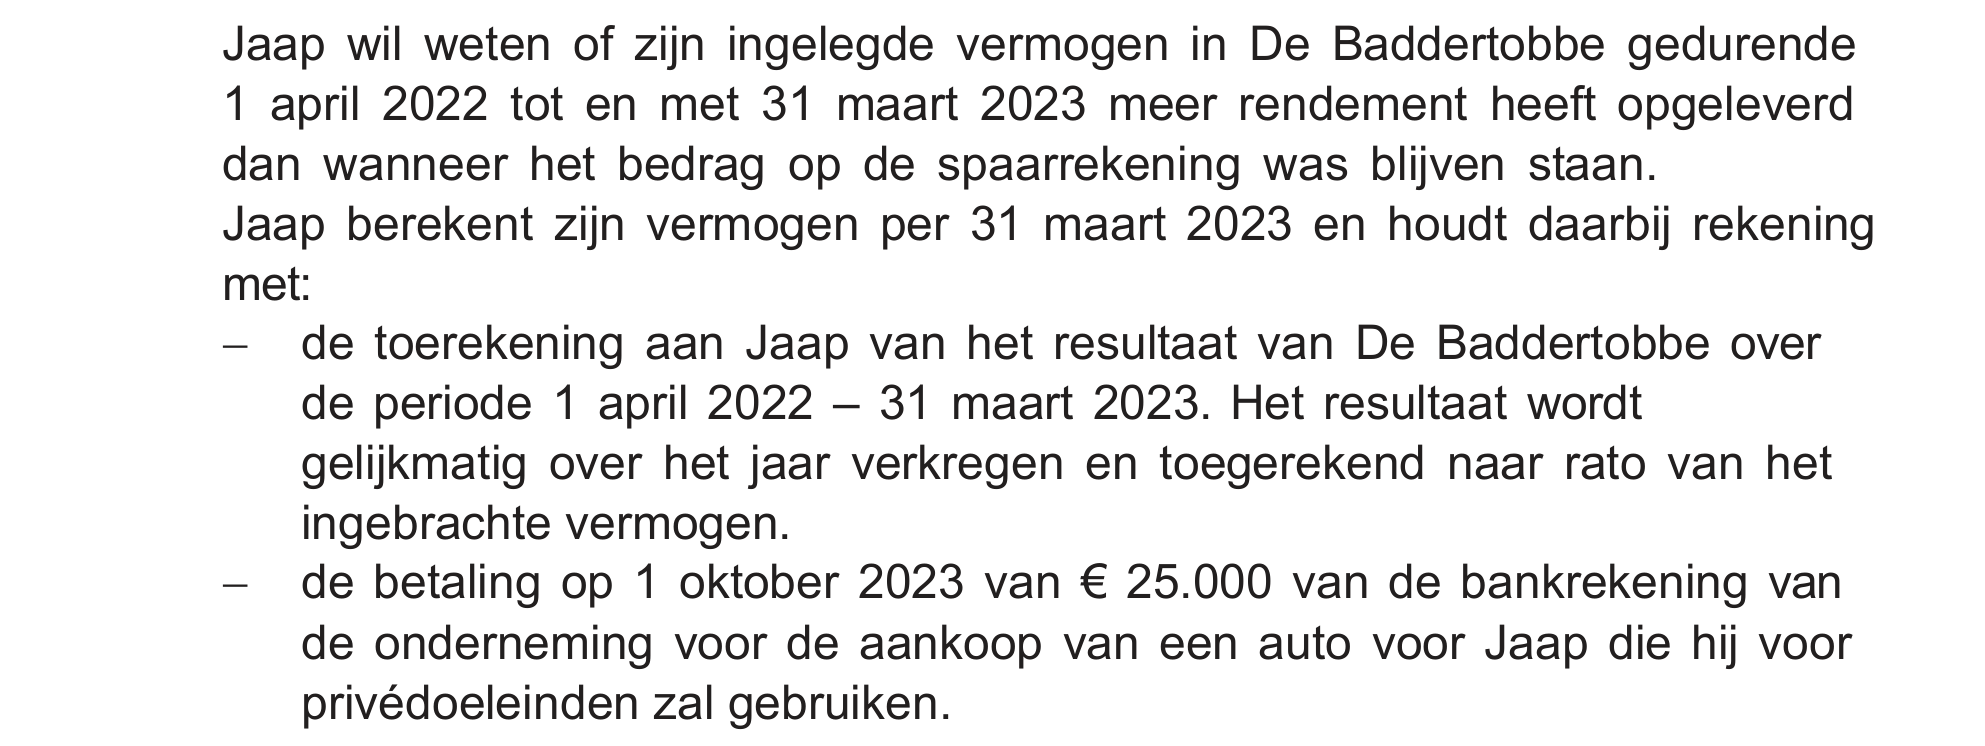 Jaap wil weten of zijn ingelegde vermogen in De Baddertobbe gedurende
1 april 2022 tot en met 31 maart 2023 meer rendement heeft opgeleverd
dan wanneer het bedrag op de spaarrekening was blijven staan.
Jaap berekent zijn vermogen per 31 maart 2023 en houdt daarbij rekening
met:
– de toerekening aan Jaap van het resultaat van De Baddertobbe over
de periode 1 april 2022 – 31 maart 2023. Het resultaat wordt
gelijkmatig over het jaar verkregen en toegerekend naar rato van het
ingebrachte vermogen.
– de betaling op 1 oktober 2023 van € 25.000 van de bankrekening van
de onderneming voor de aankoop van een auto voor Jaap die hij voor
privédoeleinden zal gebruiken.